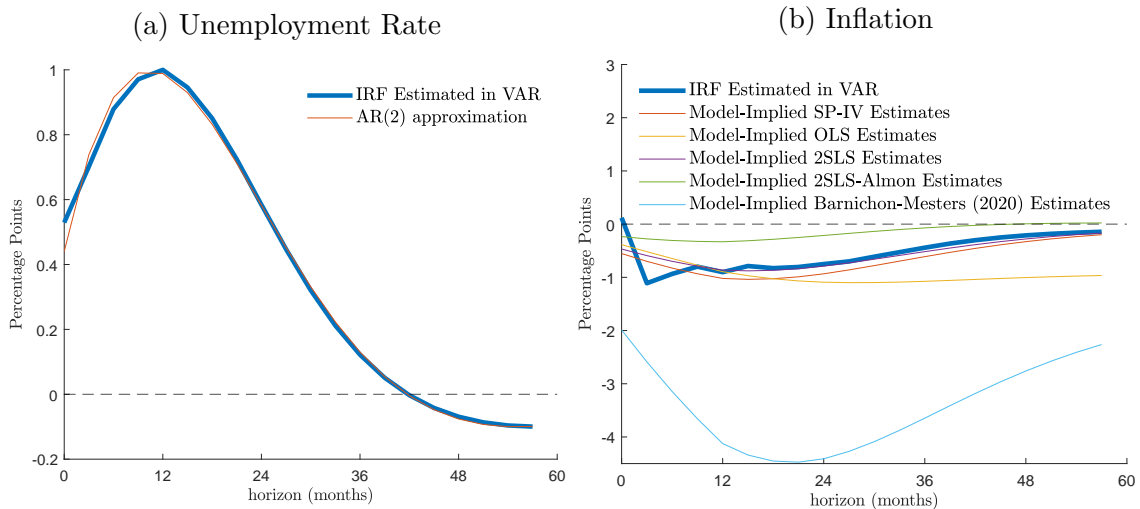 (a) Unemployment Rate
1
0.8
0.6
0.4
0.2
0
-0.2
Percentage Points
IRF Estimated in VAR
AR(2) approximation
0 12 24 36 48 60
horizon (months)
(b) Inflation
3
2
1
0
-1
-2
-3
-4
Percentage Points
IRF Estimated in VAR
Model-Implied SP-IV Estimates
Model-Implied OLS Estimates
Model-Implied 2SLS Estimates
Model-Implied 2SLS-Almon Estimates
Model-Implied Barnichon-Mesters (2020) Estimates
0 12 24 36 48 60
horizon (months)